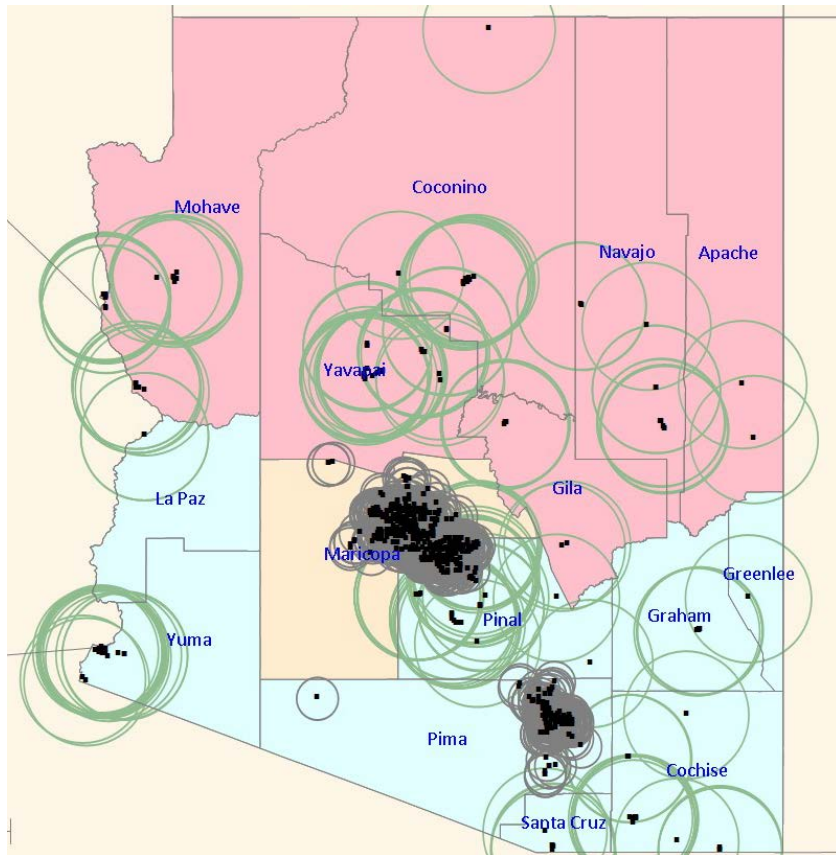 Coconino
Mohave
Navajo
Apache
Yavapai
Gila
La Paz
Maricopa
Greenlee
Graham
Pinal
Yuma
Pima
Cochise
Santa Cruz